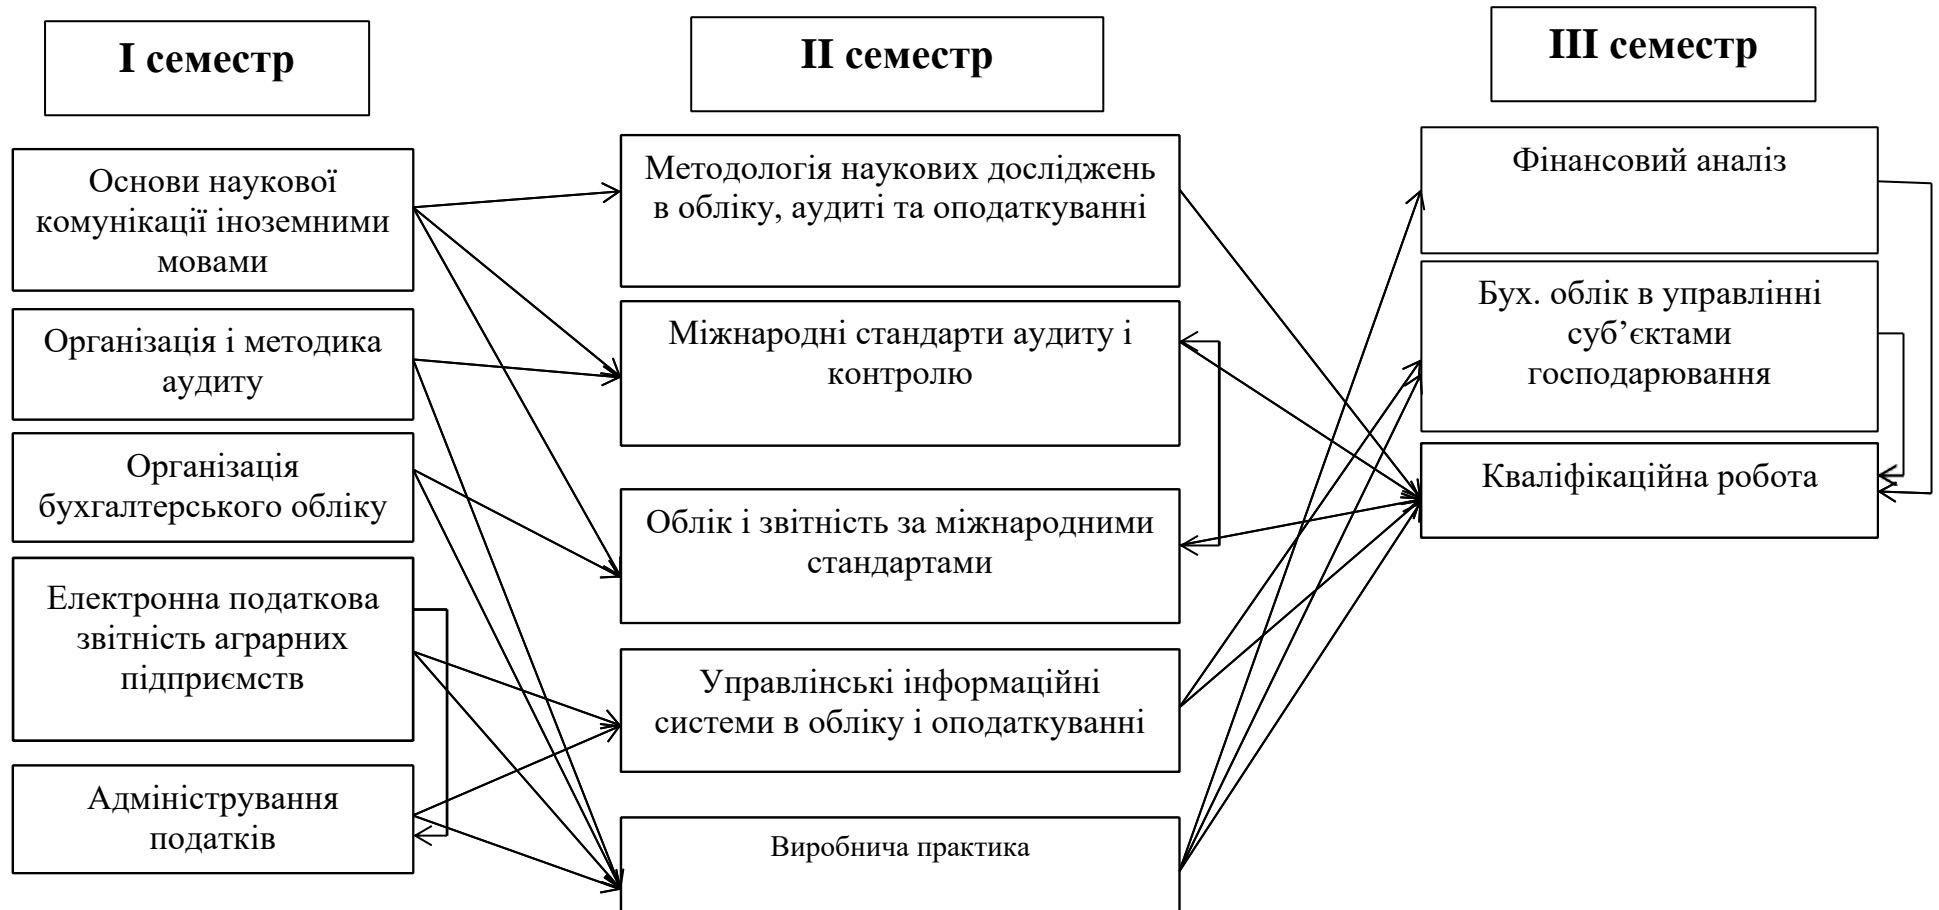 І семестр
ІІ семестр
ІІІ семестр
Основи наукової
комунікації іноземними
мовами
Організація і методика
аудиту
Організація
бухгалтерського обліку
Електронна податкова
звітність аграрних
підприємств
Адміністрування
податків
Методологія наукових досліджень
в обліку, аудиті та оподаткуванні
Міжнародні стандарти аудиту і
контролю
Облік і звітність за міжнародними
стандартами
Управлінські інформаційні
системи в обліку і оподаткуванні
Виробнича практика
Фінансовий аналіз
Бух. облік в управлінні
суб’єктами
господарювання
Кваліфікаційна робота